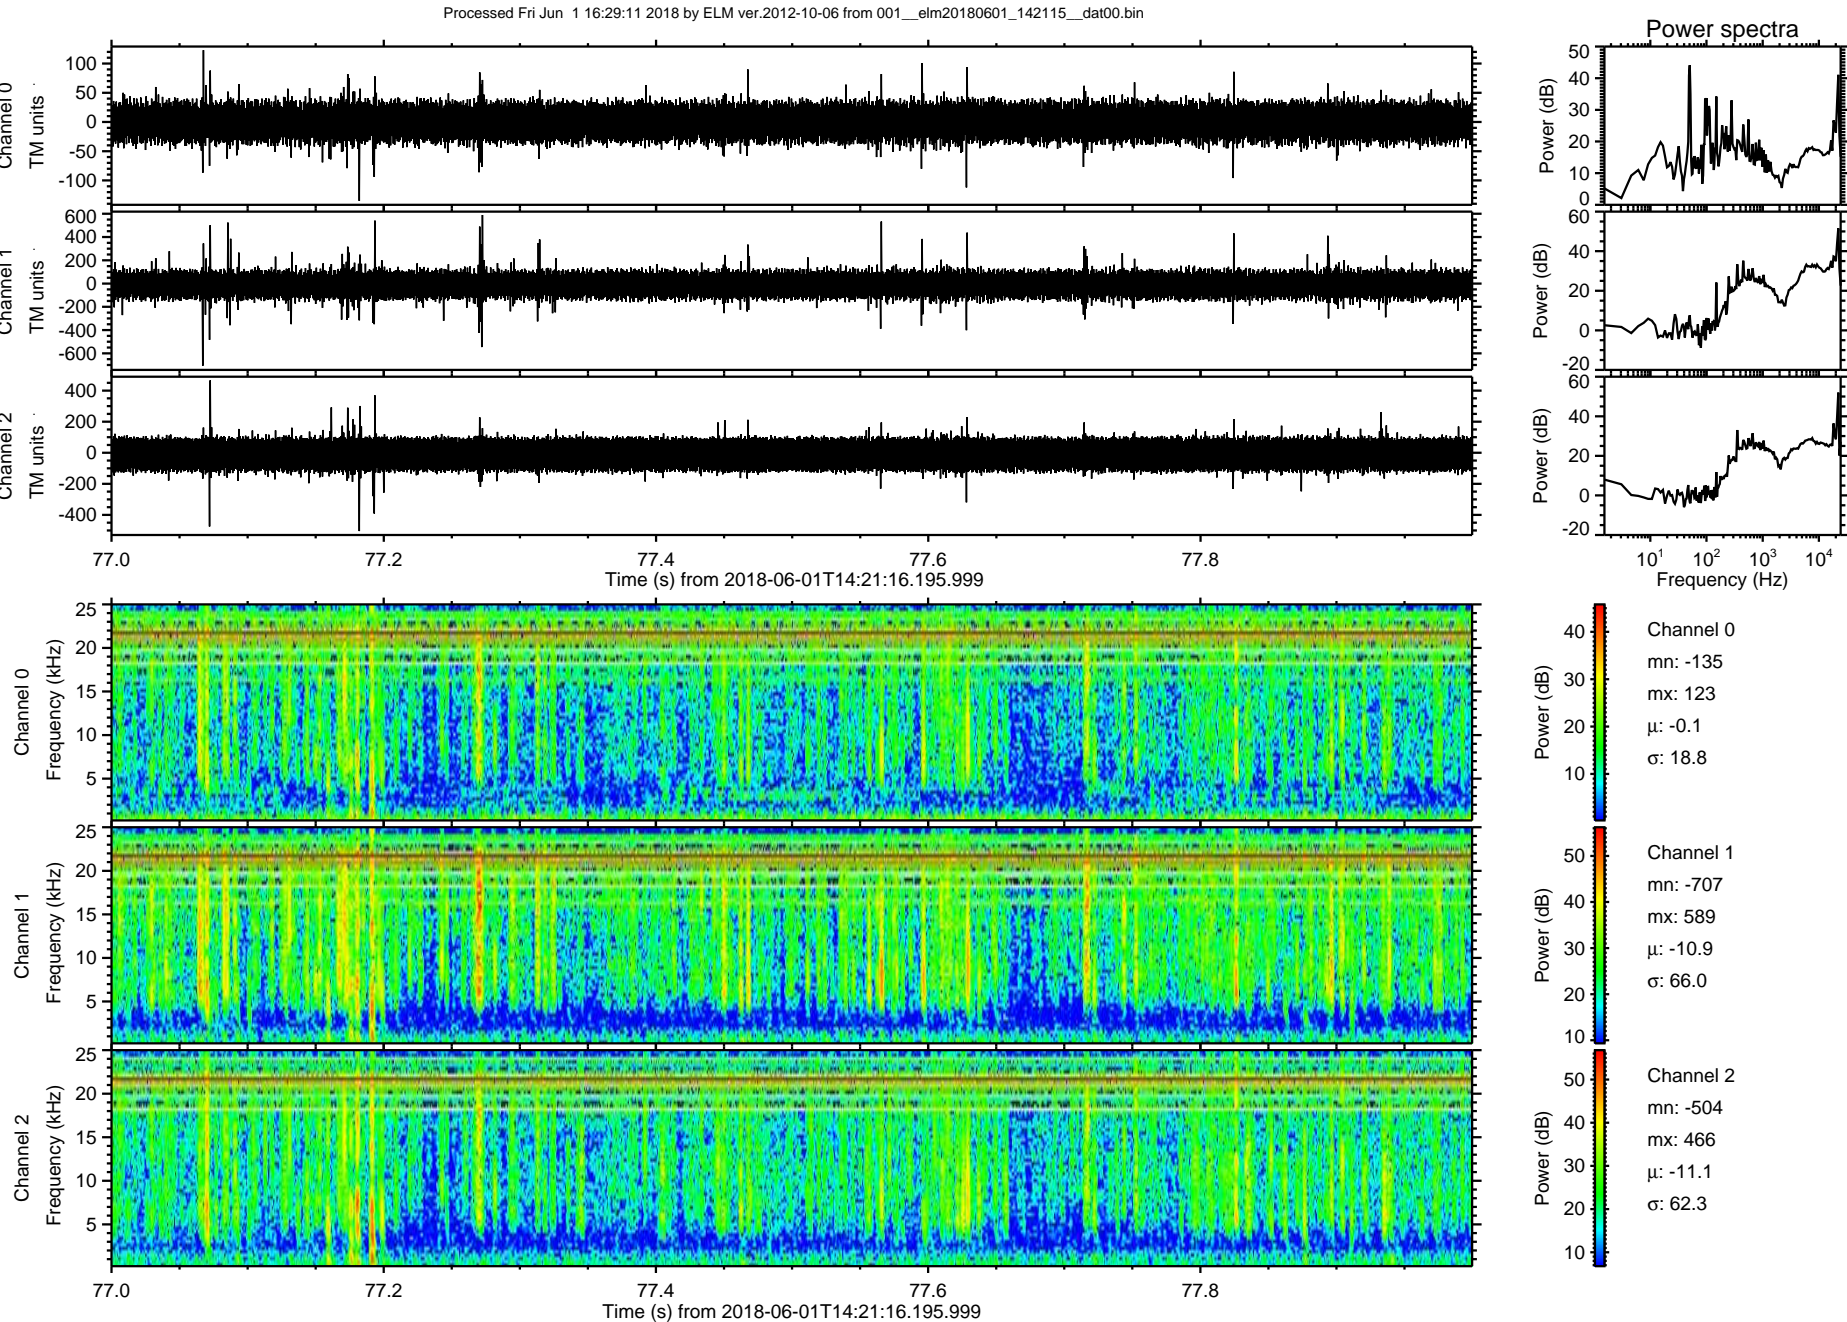 Processed Fri Jun 1 16:29:11 2018 by ELM ver.2012-10-06 from 001__elm20180601_142115__dat00.bin
Power spectra
Channel 0
TM units
100
50
0
-50
-100
Power (dB)
50
40
30
20
10
0
Channel 1
TM units
600
400
200
0
-200
-400
-600
Power (dB)
60
40
20
0
-20
Channel 2
TM units
400
200
0
-200
-400
Power (dB)
60
40
20
0
-20
77.0 77.2 77.4 77.6 77.8
Time (s) from 2018-06-01T14:21:16.195.999
10¹ 10² 10³ 10⁴
Frequency (Hz)
Channel 0
Frequency (kHz)
25
20
15
10
5
Power (dB)
40
30
20
10
Channel 0
mn: -135
mx: 123
μ: -0.1
σ: 18.8
Channel 1
Frequency (kHz)
25
20
15
10
5
Power (dB)
50
40
30
20
10
Channel 1
mn: -707
mx: 589
μ: -10.9
σ: 66.0
Channel 2
Frequency (kHz)
25
20
15
10
5
Power (dB)
50
40
30
20
10
Channel 2
mn: -504
mx: 466
μ: -11.1
σ: 62.3
77.0 77.2 77.4 77.6 77.8
Time (s) from 2018-06-01T14:21:16.195.999